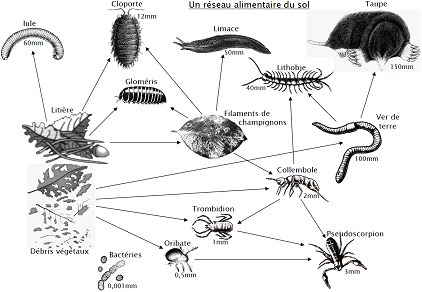 Un réseau alimentaire du sol
Cloporte
12mm
Taupe
150mm
Iule
60mm
Limace
50mm
Lithobie
40mm
Gloméris
Litière
Filaments de
champignons
Ver de
terre
100mm
Collembole
2mm
Débris végétaux
Trombidion
1mm
Pseudoscorpion
3mm
Bactéries
0,001mm
Oribate
0,5mm